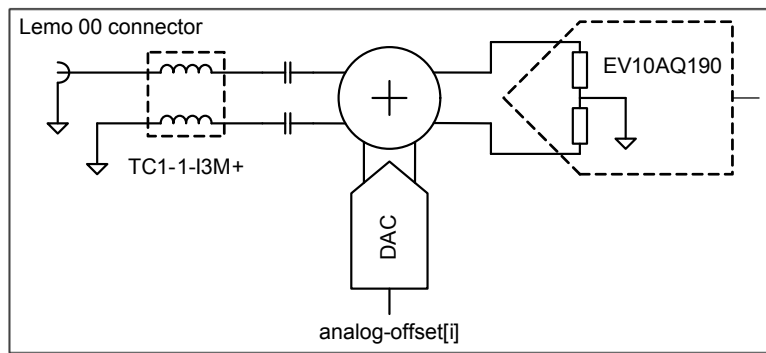 Lemo 00 connector
EV10AQ190
TC1-1-I3M+
DAC
analog-offset[i]